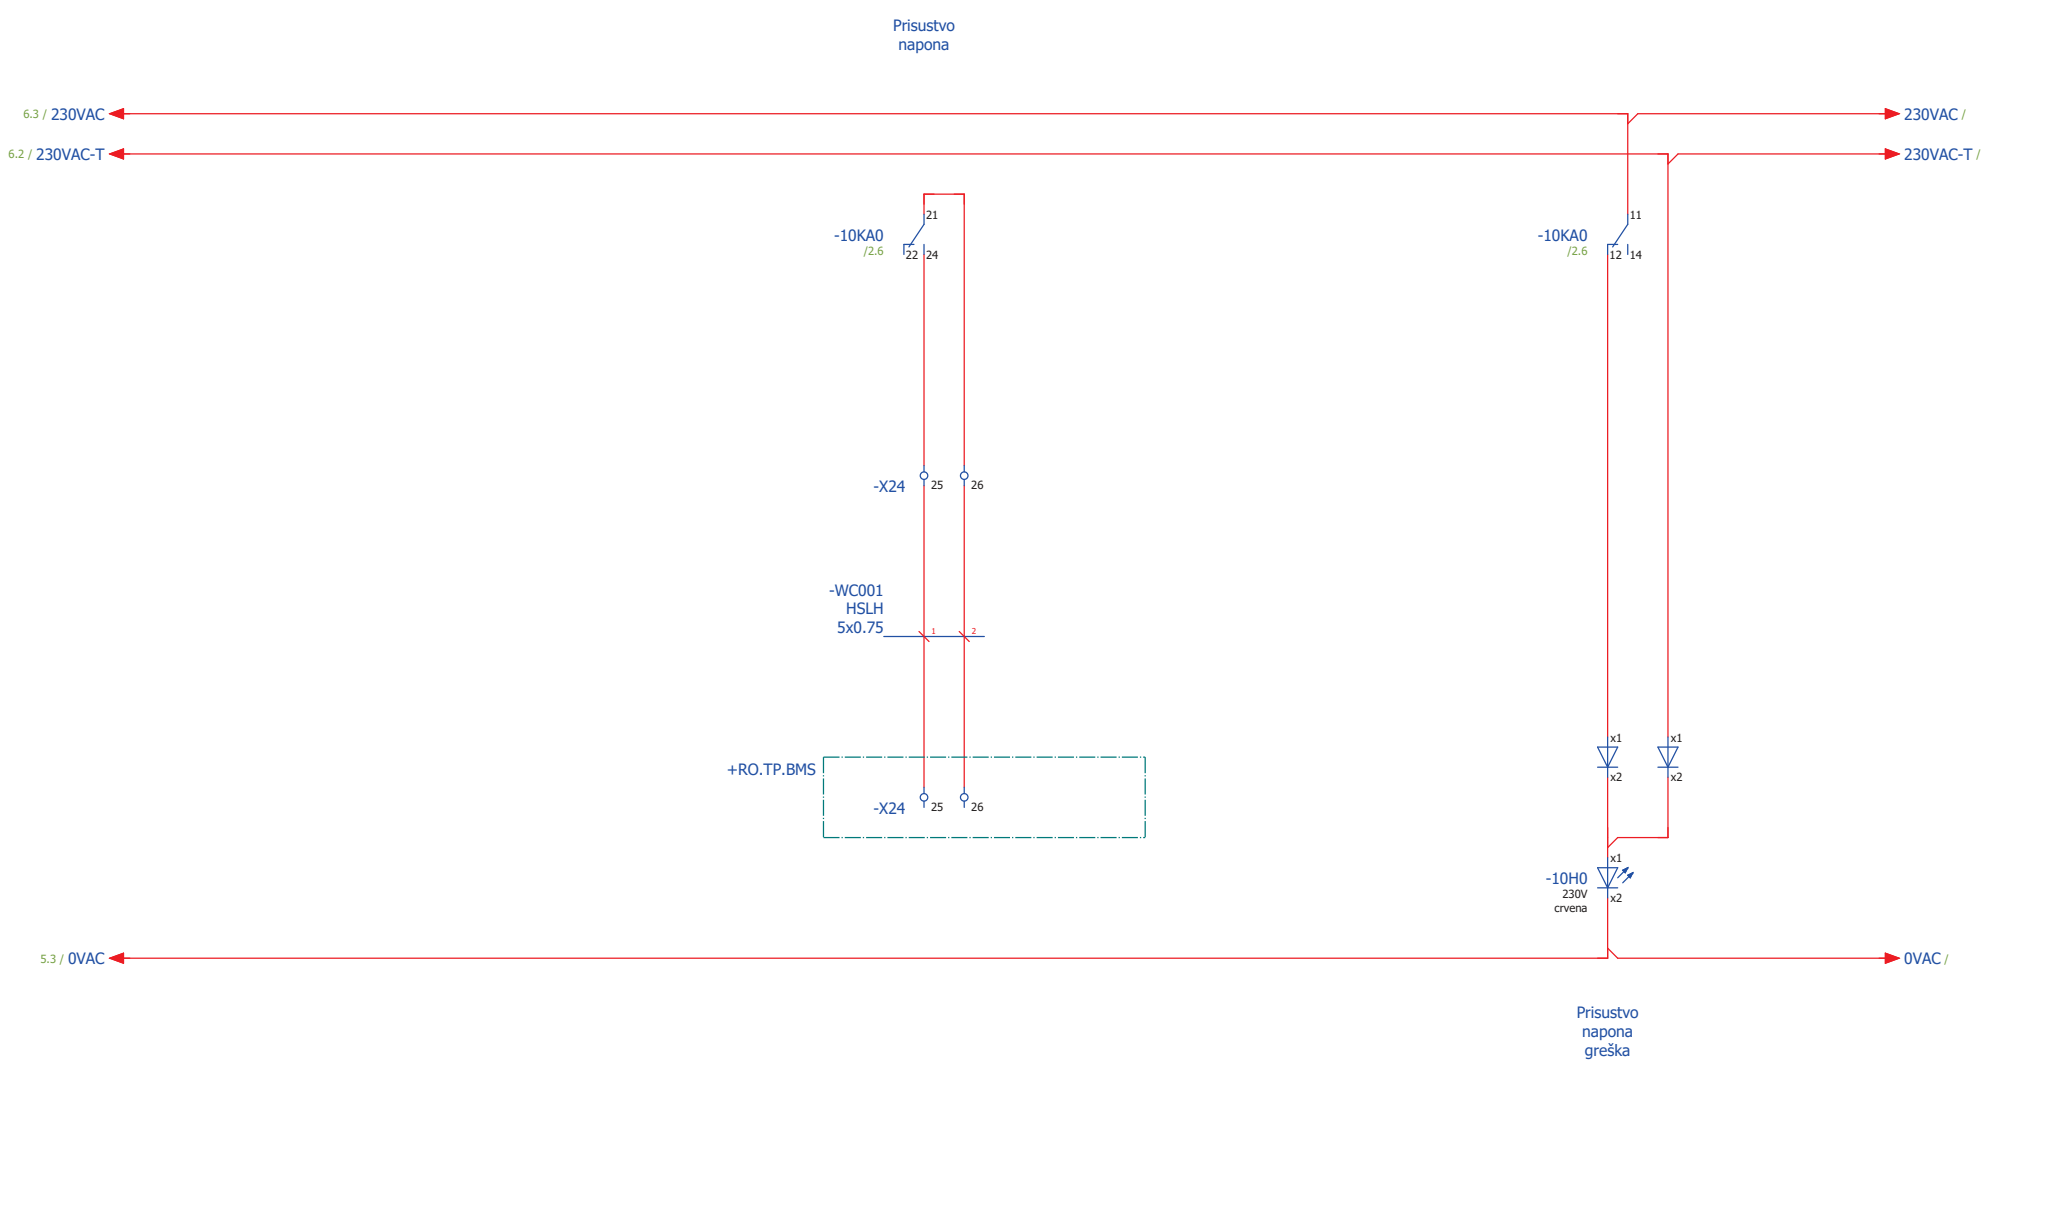 Prisustvo
napona
6.3 / 230VAC
230VAC /
6.2 / 230VAC-T
230VAC-T /
21
-10KA0
/2.6
22 24
11
-10KA0
/2.6
12 14
-X24
25
26
-WC001
HSLH
5x0.75
1
2
+RO.TP.BMS
-X24
25
26
x1
x2
x1
x2
x1
-10H0
230V
crvena
x2
5.3 / 0VAC
0VAC /
Prisustvo
napona
greška